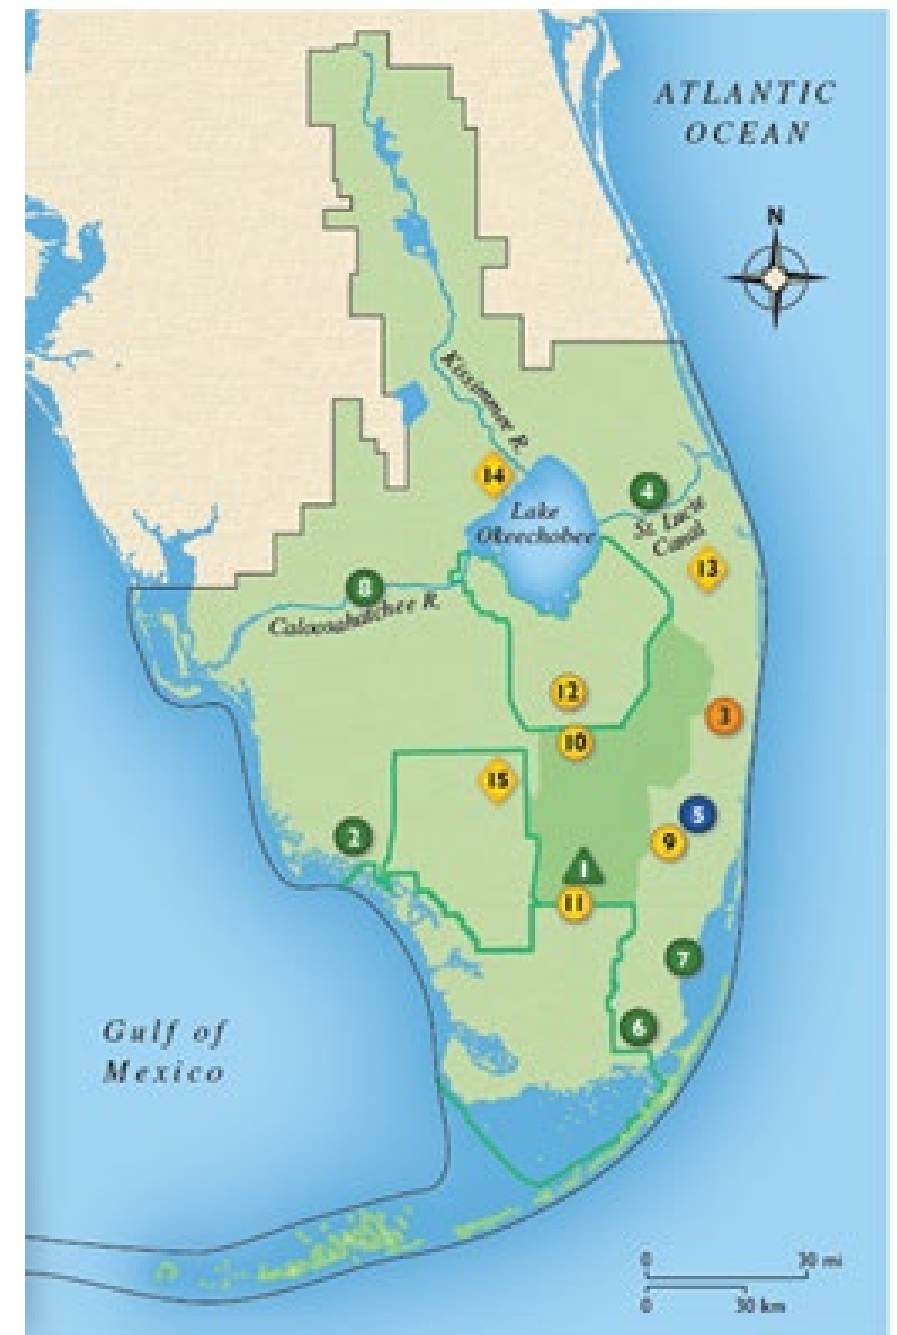 ATLANTIC
OCEAN
N
Kissimmee R.
14
4
Lake
Okeechobee
St. Lucie
Canal
13
8
Caloosahatchee R.
12
3
10
15
5
2
9
1
11
7
6
Gulf of
Mexico
0 30 mi
0 30 km